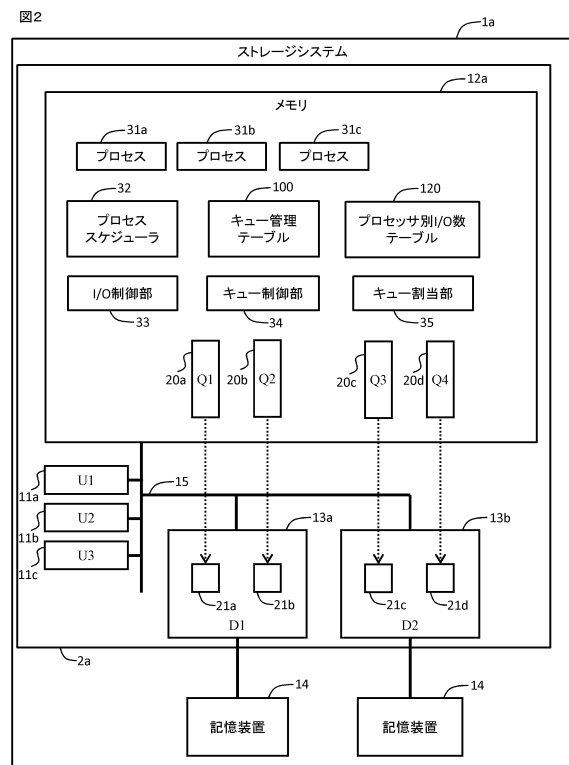 図2
1a
ストレージシステム
12a
メモリ
31a
31b
31c
プロセス
プロセス
プロセス
32
100
120
プロセス
スケジューラ
キュー管理
テーブル
プロセッサ別I/O数
テーブル
I/O制御部
キュー制御部
キュー割当部
33
34
35
20a
Q1
20b
Q2
20c
Q3
20d
Q4
U1
11a
15
U2
11b
U3
11c
13a
13b
21a
21b
21c
21d
D1
D2
2a
14
14
記憶装置
記憶装置